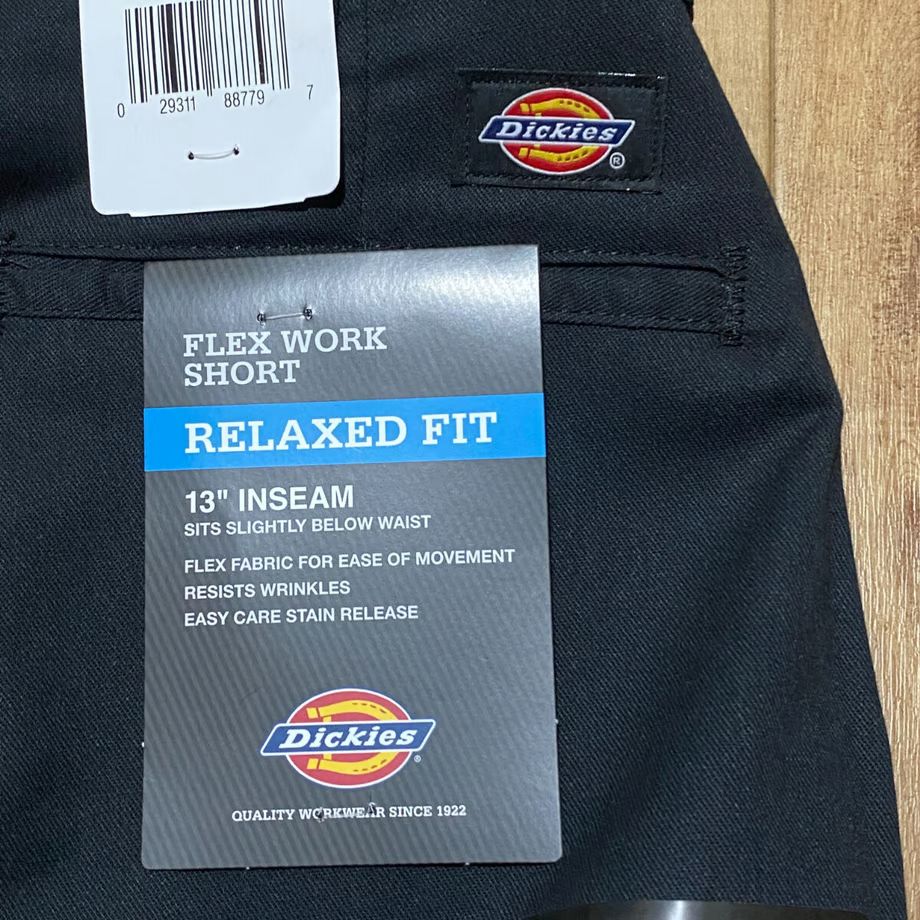 0 29311 88779 7
Dickies
®
FLEX WORK
SHORT
RELAXED FIT
13" INSEAM
SITS SLIGHTLY BELOW WAIST
FLEX FABRIC FOR EASE OF MOVEMENT
RESISTS WRINKLES
EASY CARE STAIN RELEASE
Dickies
®
QUALITY WORKWEAR SINCE 1922